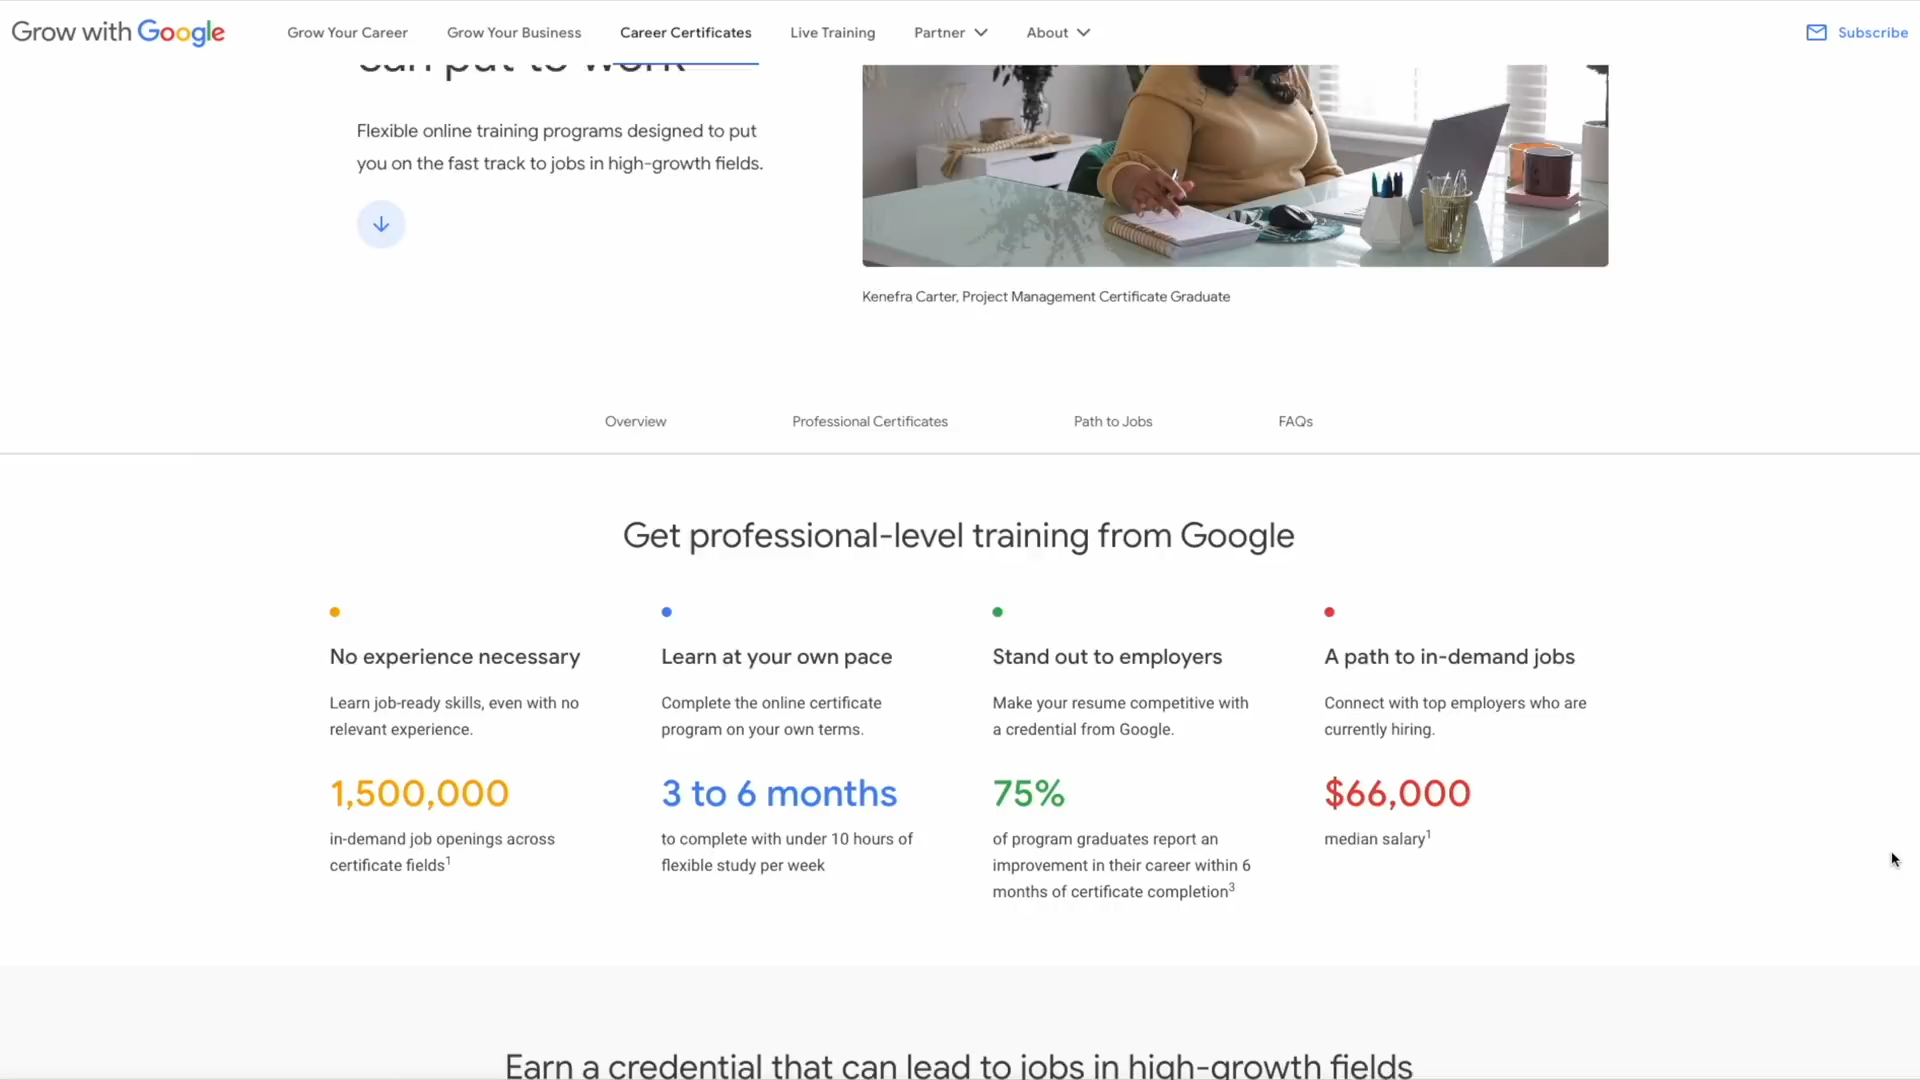 Grow with Google
Grow Your Career
Grow Your Business
Career Certificates
Live Training
Partner
About
Subscribe
can put to work
Flexible online training programs designed to put
you on the fast track to jobs in high-growth fields.
Kenefra Carter, Project Management Certificate Graduate
Overview
Professional Certificates
Path to Jobs
FAQs
Get professional-level training from Google
No experience necessary
Learn job-ready skills, even with no
relevant experience.
1,500,000
in-demand job openings across
certificate fields¹
Learn at your own pace
Complete the online certificate
program on your own terms.
3 to 6 months
to complete with under 10 hours of
flexible study per week
Stand out to employers
Make your resume competitive with
a credential from Google.
75%
of program graduates report an
improvement in their career within 6
months of certificate completion³
A path to in-demand jobs
Connect with top employers who are
currently hiring.
$66,000
median salary¹
Earn a credential that can lead to jobs in high-growth fields